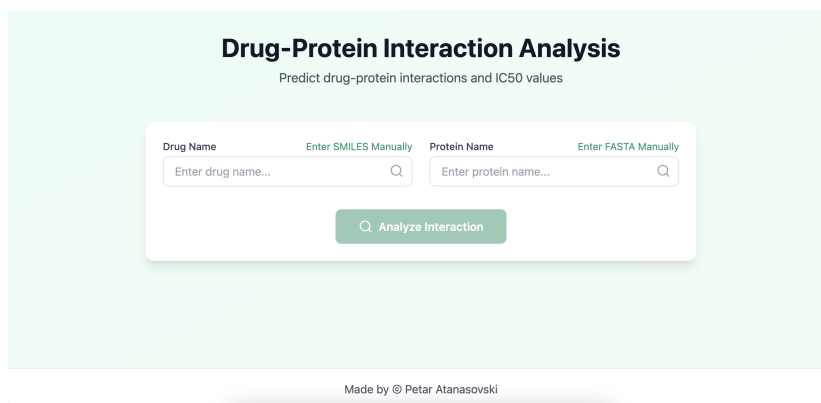 Drug-Protein Interaction Analysis
Predict drug-protein interactions and IC50 values
Drug Name Enter SMILES Manually Protein Name Enter FASTA Manually
Enter drug name... Enter protein name...
Analyze Interaction
Made by © Petar Atanasovski